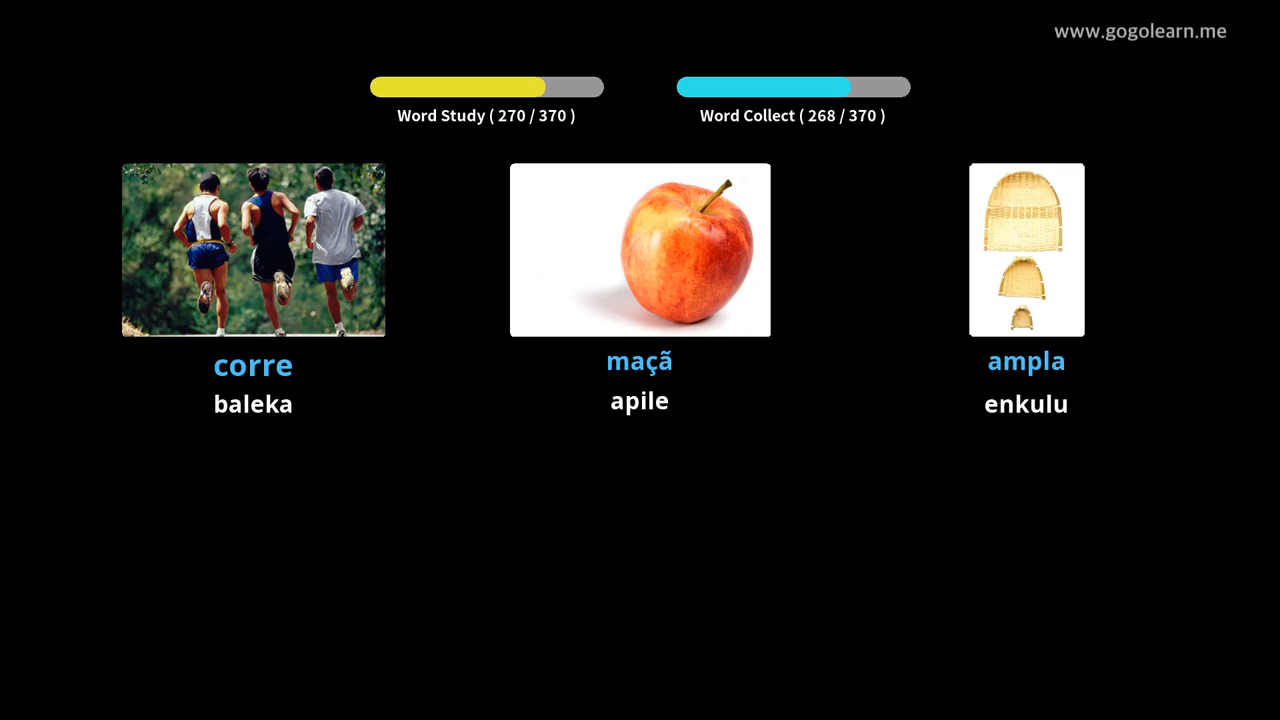 www.gogolearn.me
Word Study ( 270 / 370 )
Word Collect ( 268 / 370 )
corre
baleka
maçã
apile
ampla
enkulu